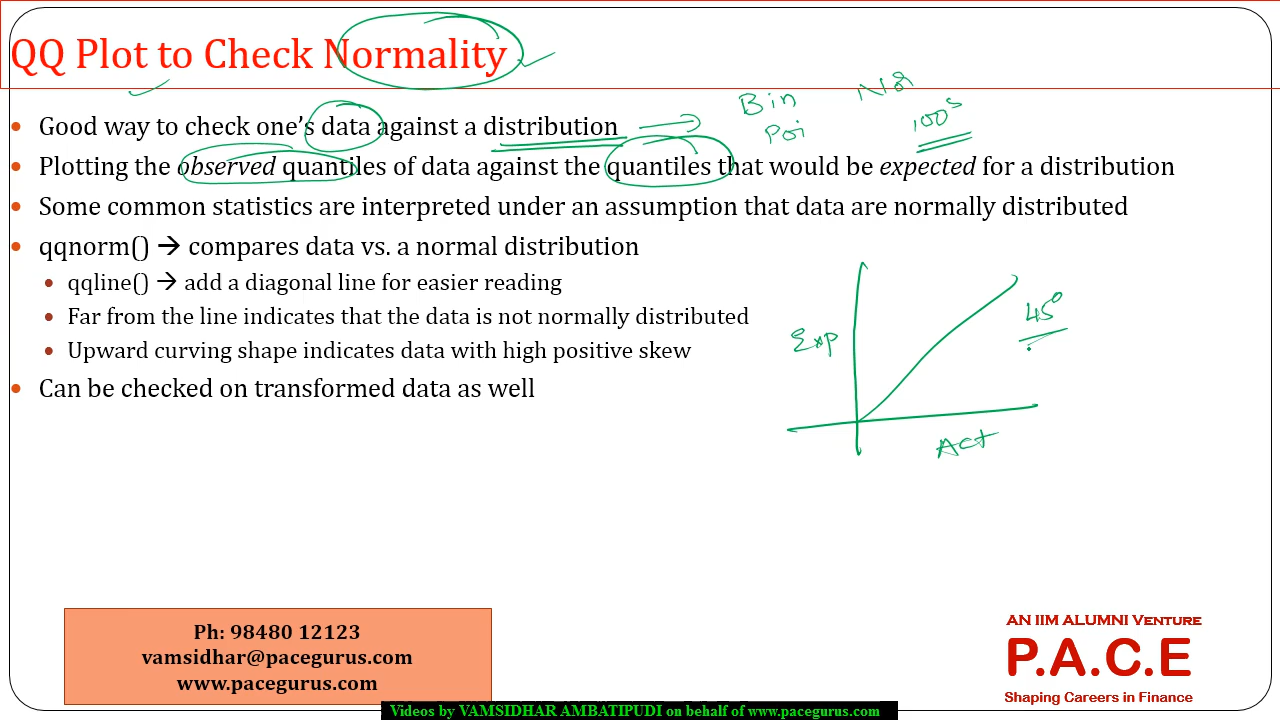 QQ Plot to Check Normality
Bin Nor
Poi 100s
• Good way to check one's data against a distribution
• Plotting the observed quantiles of data against the quantiles that would be expected for a distribution
• Some common statistics are interpreted under an assumption that data are normally distributed
• qqnorm() → compares data vs. a normal distribution
• qqline() → add a diagonal line for easier reading
• Far from the line indicates that the data is not normally distributed
• Upward curving shape indicates data with high positive skew
• Can be checked on transformed data as well
45°
Exp
Act
Ph: 98480 12123
vamsidhar@pacegurus.com
www.pacegurus.com
AN IIM ALUMNI VENTURE
P.A.C.E
Shaping Careers in Finance
Videos by VAMSIDHAR AMBATIPUDI on behalf of www.pacegurus.com